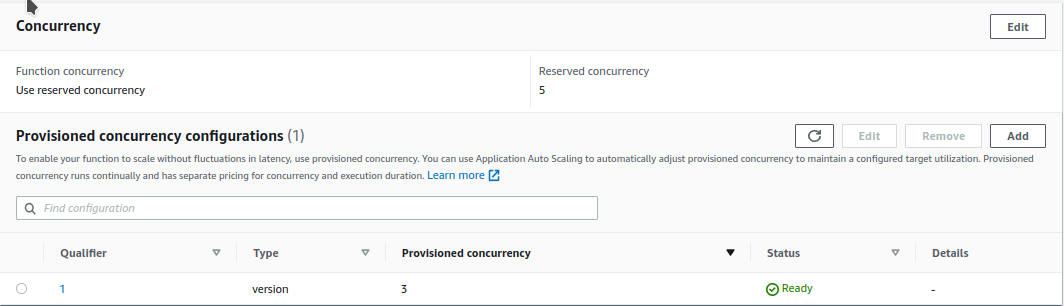 Concurrency
Edit
Function concurrency
Reserved concurrency
Use reserved concurrency
5
Provisioned concurrency configurations (1)
Edit
Remove
Add
To enable your function to scale without fluctuations in latency, use provisioned concurrency. You can use Application Auto Scaling to automatically adjust provisioned concurrency to maintain a configured target utilization. Provisioned
concurrency runs continually and has separate pricing for concurrency and execution duration. Learn more
Find configuration
Qualifier
Type
Provisioned concurrency
Status
Details
1
version
3
Ready
-